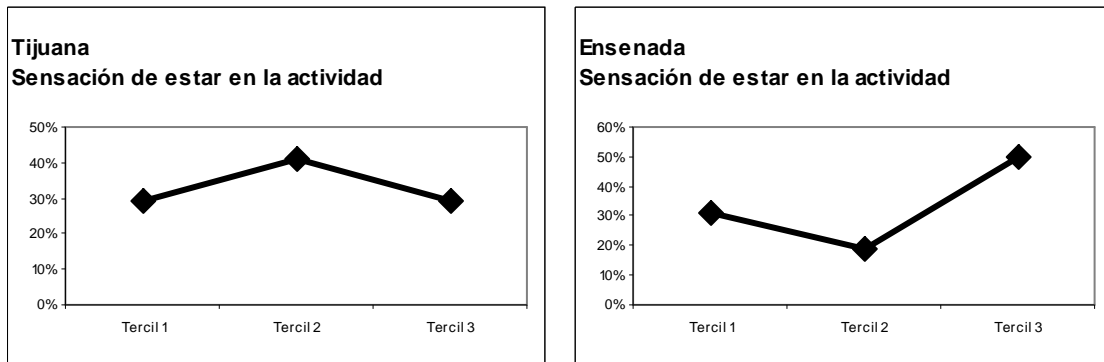 Tijuana
Sensación de estar en la actividad
50%
40%
30%
20%
10%
0%
Tercil 1
Tercil 2
Tercil 3
Ensenada
Sensación de estar en la actividad
60%
50%
40%
30%
20%
10%
0%
Tercil 1
Tercil 2
Tercil 3